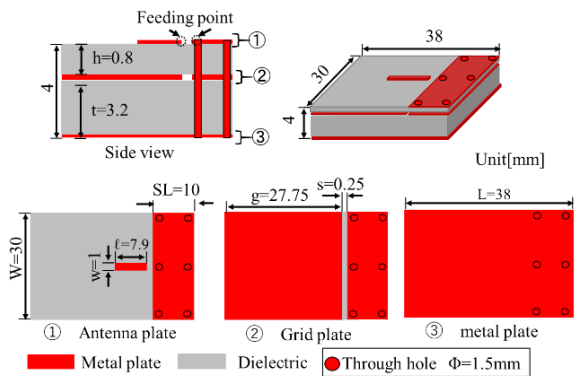 Feeding point
①
h=0.8
②
4
t=3.2
③
Side view
38
30
4
Unit[mm]
SL=10
ℓ=7.9
w=1
W=30
① Antenna plate
s=0.25
g=27.75
② Grid plate
L=38
③ metal plate
Metal plate
Dielectric
Through hole Φ=1.5mm